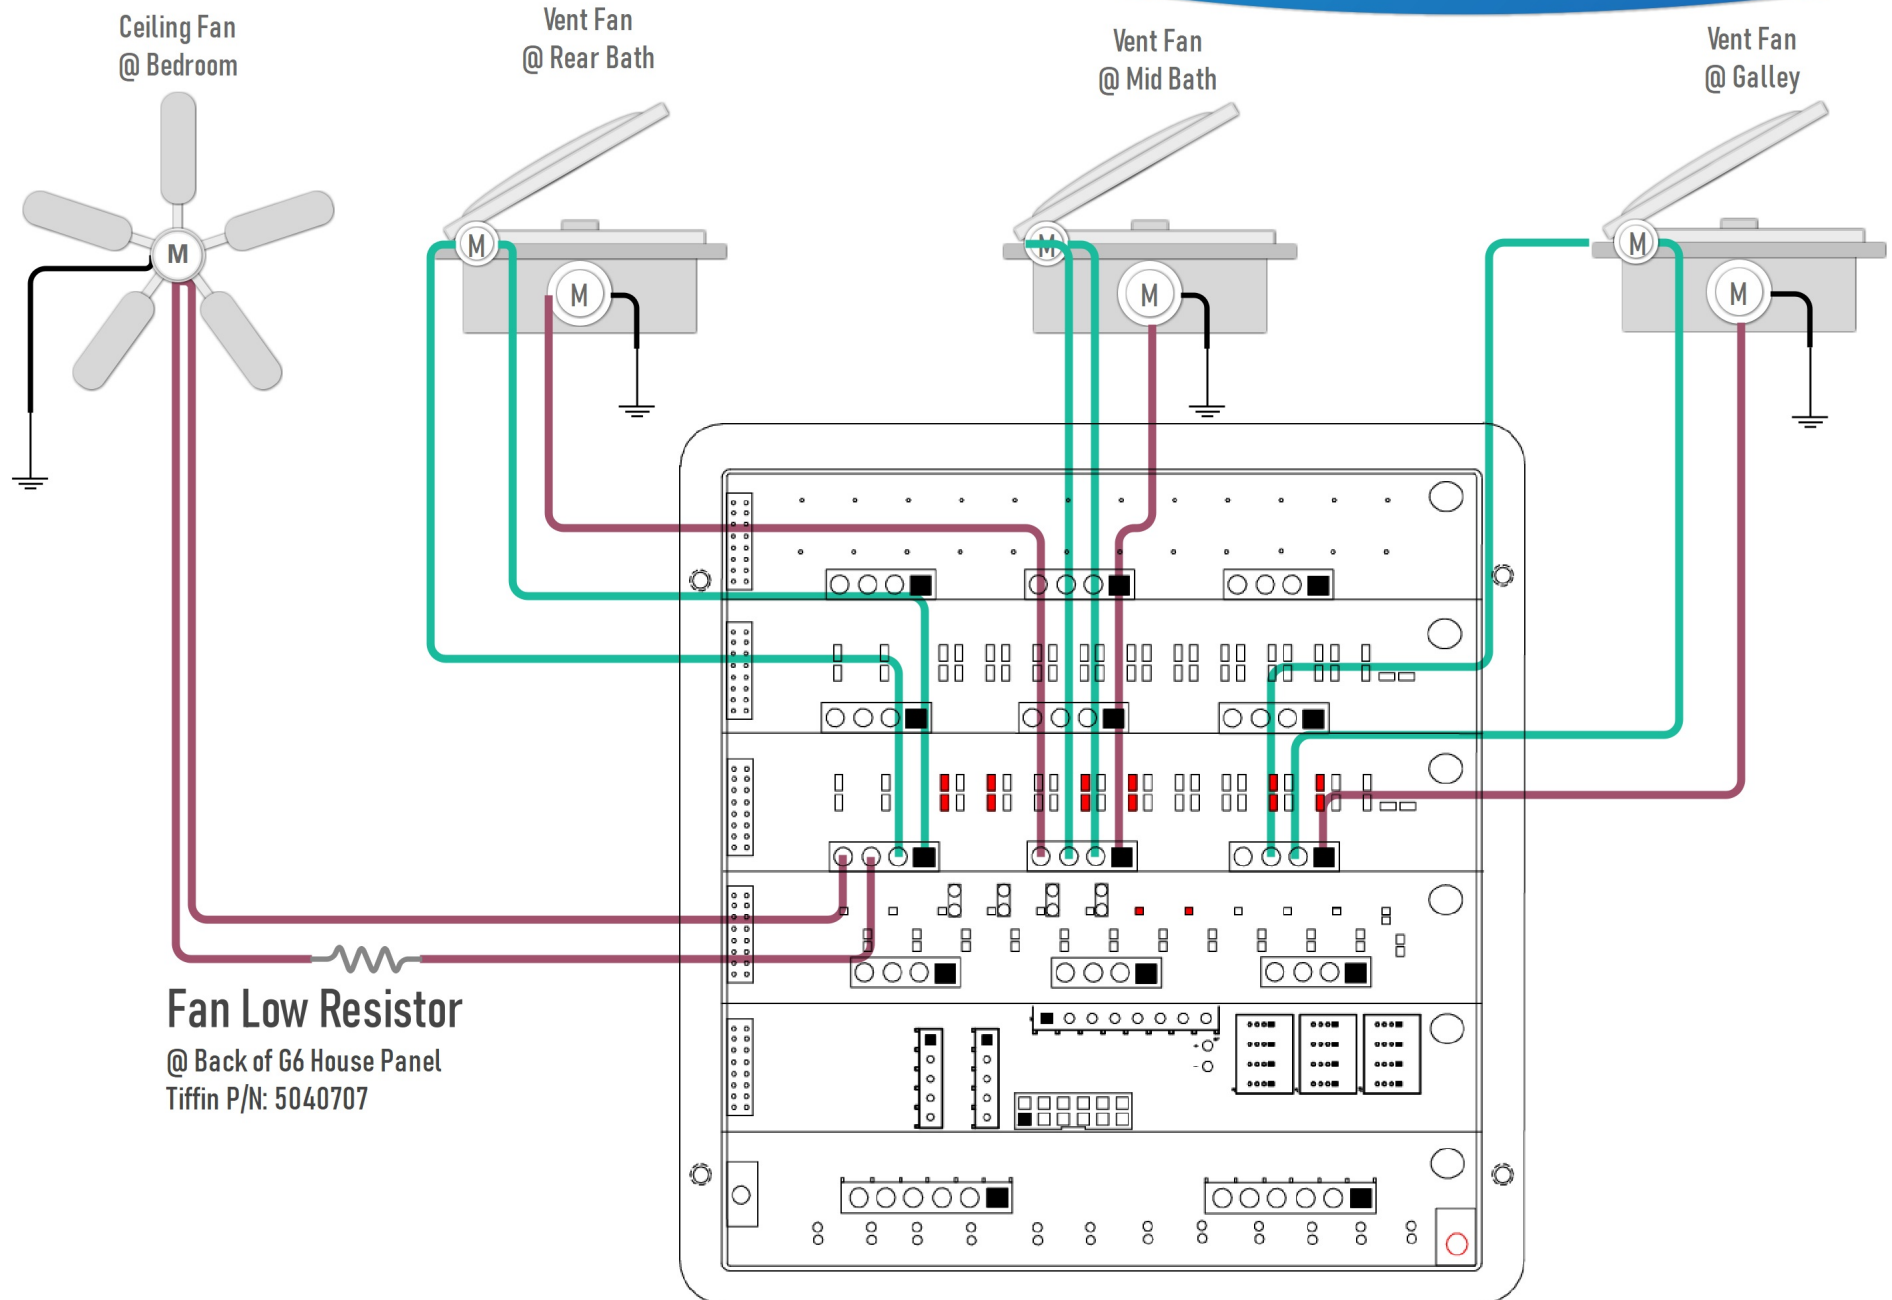 Ceiling Fan
@ Bedroom
Vent Fan
@ Rear Bath
Vent Fan
@ Mid Bath
Vent Fan
@ Galley
M
M
M
M
M
M
M
Fan Low Resistor
@ Back of G6 House Panel
Tiffin P/N: 5040707